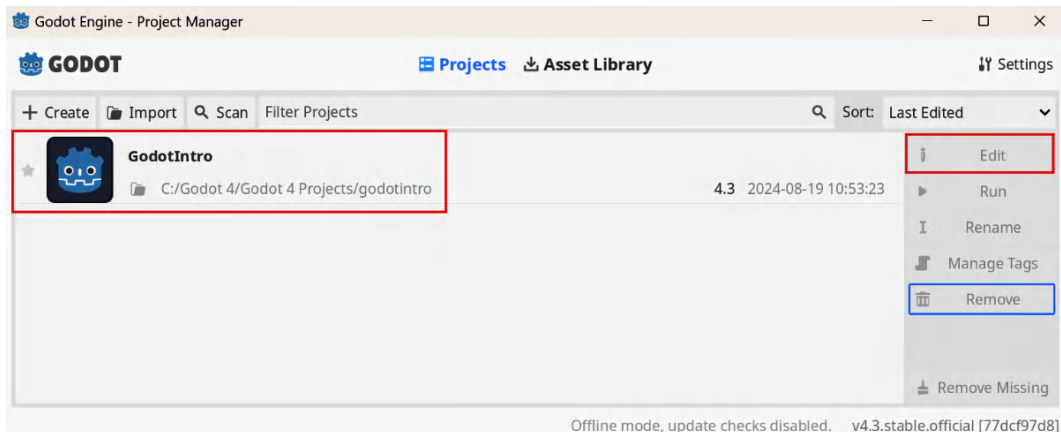 Godot Engine - Project Manager
GODOT Projects Asset Library Settings
Create Import Scan Filter Projects Sort: Last Edited
GodotIntro Edit
C:/Godot 4/Godot 4 Projects/godotintro 4.3 2024-08-19 10:53:23 Run
Rename
Manage Tags
Remove
Remove Missing
Offline mode, update checks disabled. v4.3.stable.official [77dcf97d8]